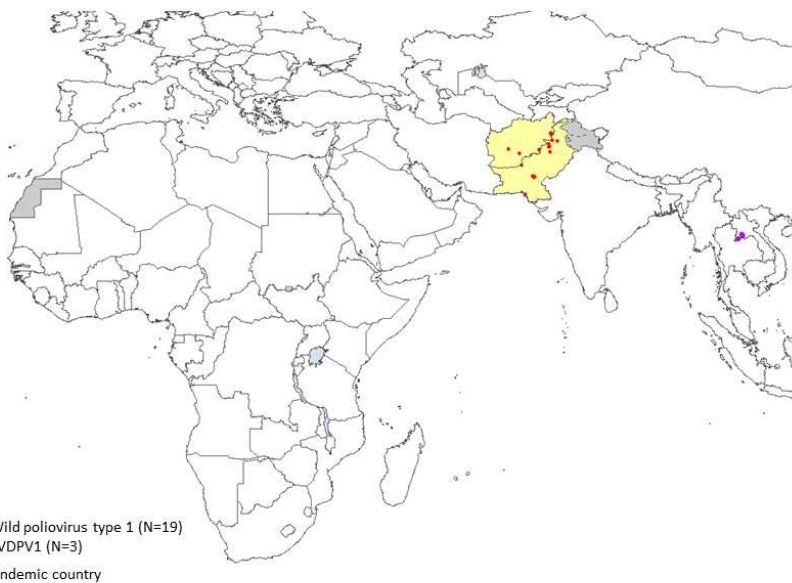 Wild poliovirus type 1 (N=19)
VDPV1 (N=3)
ndemic country